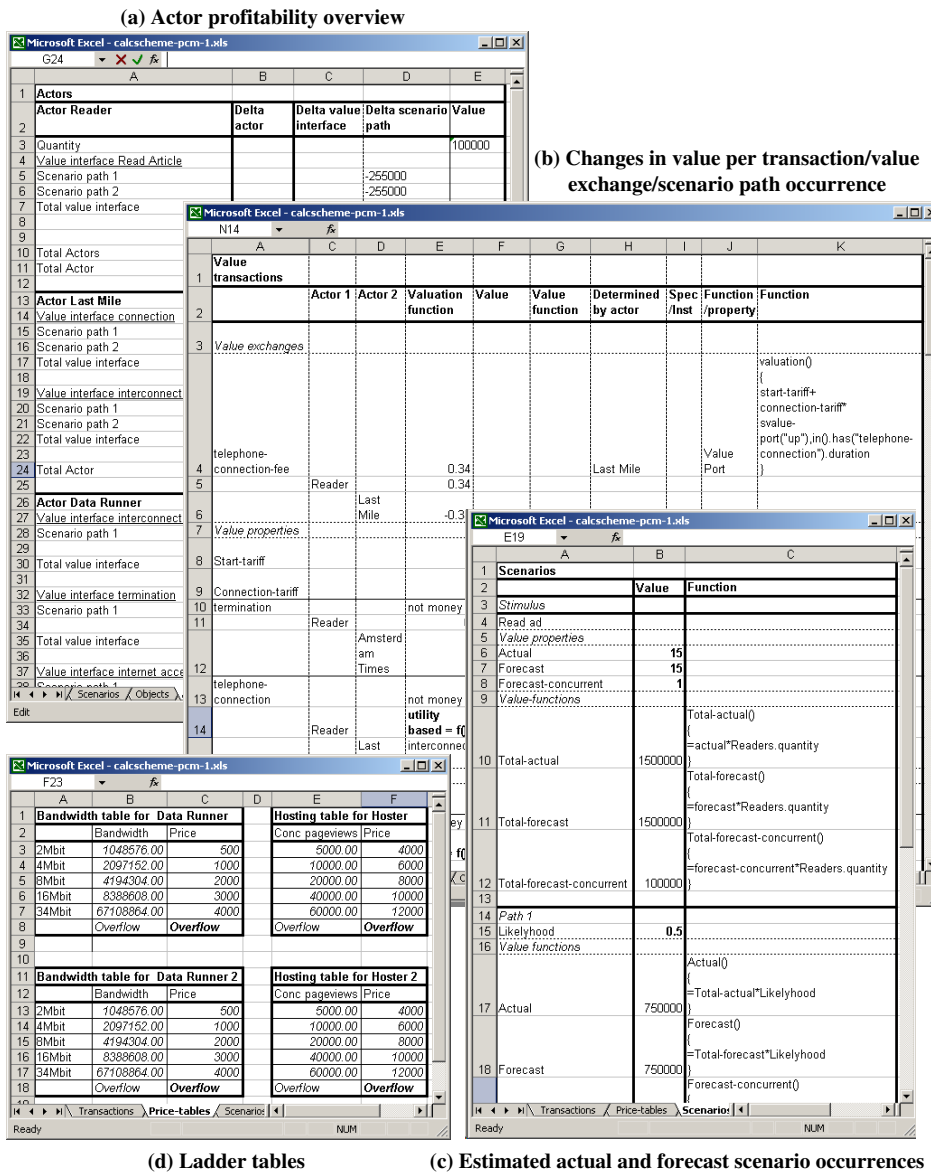 (a) Actor profitability overview
Microsoft Excel - calcscheme-pcm-1.xls
G24 fx
A B C D E
1 Actors
2 Actor Reader Delta actor Delta value interface Delta scenario path Value
3 Quantity 100000
4 Value interface Read Article
5 Scenario path 1 -255000
6 Scenario path 2 -255000
7 Total value interface
8
9
10 Total Actors
11 Total Actor
12
13 Actor Last Mile
14 Value interface connection
15 Scenario path 1
16 Scenario path 2
17 Total value interface
18
19 Value interface interconnect
20 Scenario path 1
21 Scenario path 2
22 Total value interface
23
24 Total Actor
25
26 Actor Data Runner
27 Value interface interconnect
28 Scenario path 1
29
30 Total value interface
31
32 Value interface termination
33 Scenario path 1
34
35 Total value interface
36
37 Value interface internet acce
Scenarios / Objects
Edit
(b) Changes in value per transaction/value
exchange/scenario path occurrence
Microsoft Excel - calcscheme-pcm-1.xls
N14 fx
A C D E F G H I J K
1 Value transactions
2 Actor 1 Actor 2 Valuation function Value Value function Determined by actor Spec /Inst Function /property Function
3 Value exchanges
valuation()
{
start-tariff+
connection-tariff*
svalue-
port("up"),in().has("telephone-
connection").duration
}
4 telephone-connection-fee 0.34 Last Mile Value Port
5 Reader 0.34
6 Last Mile -0.3
7 Value properties
8 Start-tariff
9 Connection-tariff
10 termination not money
11 Reader
12 Amsterd am Times
13 telephone-connection not money
14 Reader utility based = f(
Last interconnec
(c) Estimated actual and forecast scenario occurrences
Microsoft Excel - calcscheme-pcm-1.xls
E19 fx
A B C
1 Scenarios
2 Value Function
3 Stimulus
4 Read ad
5 Value properties
6 Actual 15
7 Forecast 15
8 Forecast-concurrent 1
9 Value-functions
Total-actual()
{
=actual*Readers.quantity
}
10 Total-actual 1500000
Total-forecast()
{
=forecast*Readers.quantity
}
11 Total-forecast 1500000
Total-forecast-concurrent()
{
=forecast-concurrent*Readers.quantity
}
12 Total-forecast-concurrent 100000
13
14 Path 1
15 Likelyhood 0.5
16 Value functions
Actual()
{
=Total-actual*Likelyhood
}
17 Actual 750000
Forecast()
{
=Total-forecast*Likelyhood
}
18 Forecast 750000
Forecast-concurrent()
{
Transactions / Price-tables / Scenarios
Ready NUM
Microsoft Excel - calcscheme-pcm-1.xls
F23 fx
A B C D E F
1 Bandwidth table for Data Runner Hosting table for Hoster
2 Bandwidth Price Conc pageviews Price
3 2Mbit 1048576.00 500 5000.00 4000
4 4Mbit 2097152.00 1000 10000.00 6000
5 8Mbit 4194304.00 2000 20000.00 8000
6 16Mbit 8388608.00 3000 40000.00 10000
7 34Mbit 67108864.00 4000 60000.00 12000
8 Overflow Overflow Overflow Overflow
9
10
11 Bandwidth table for Data Runner 2 Hosting table for Hoster 2
12 Bandwidth Price Conc pageviews Price
13 2Mbit 1048576.00 500 5000.00 4000
14 4Mbit 2097152.00 1000 10000.00 6000
15 8Mbit 4194304.00 2000 20000.00 8000
16 16Mbit 8388608.00 3000 40000.00 10000
17 34Mbit 67108864.00 4000 60000.00 12000
18 Overflow Overflow Overflow Overflow
Transactions / Price-tables / Scenarios
Ready NUM
(d) Ladder tables